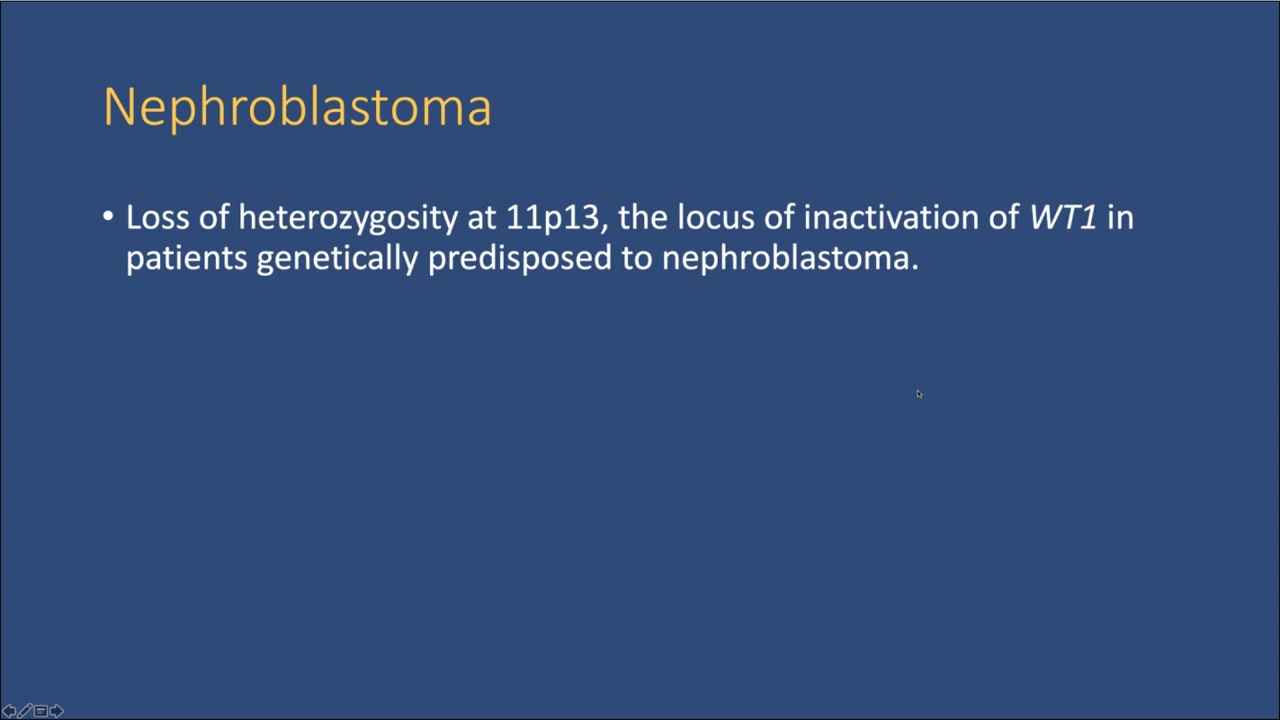 Nephroblastoma
• Loss of heterozygosity at 11p13, the locus of inactivation of WT1 in
patients genetically predisposed to nephroblastoma.